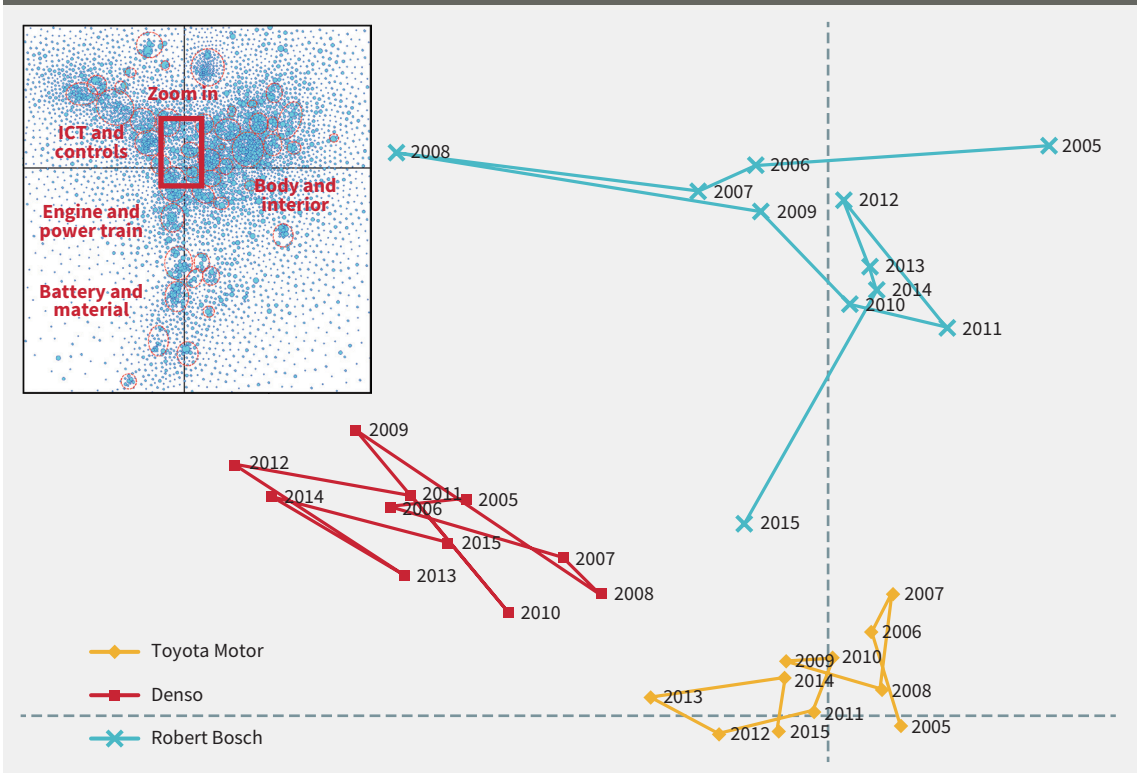 Zoom in
ICT and
controls
Body and
interior
Engine and
power train
Battery and
material
2005
2008
2006
2007
2012
2009
2013
2014
2010
2011
2015
2009
2012
2011
2014
2005
2006
2015
2007
2013
2008
2010
2007
2006
2010
2009
2014
2008
2013
2011
2005
2012
2015
Toyota Motor
Denso
Robert Bosch